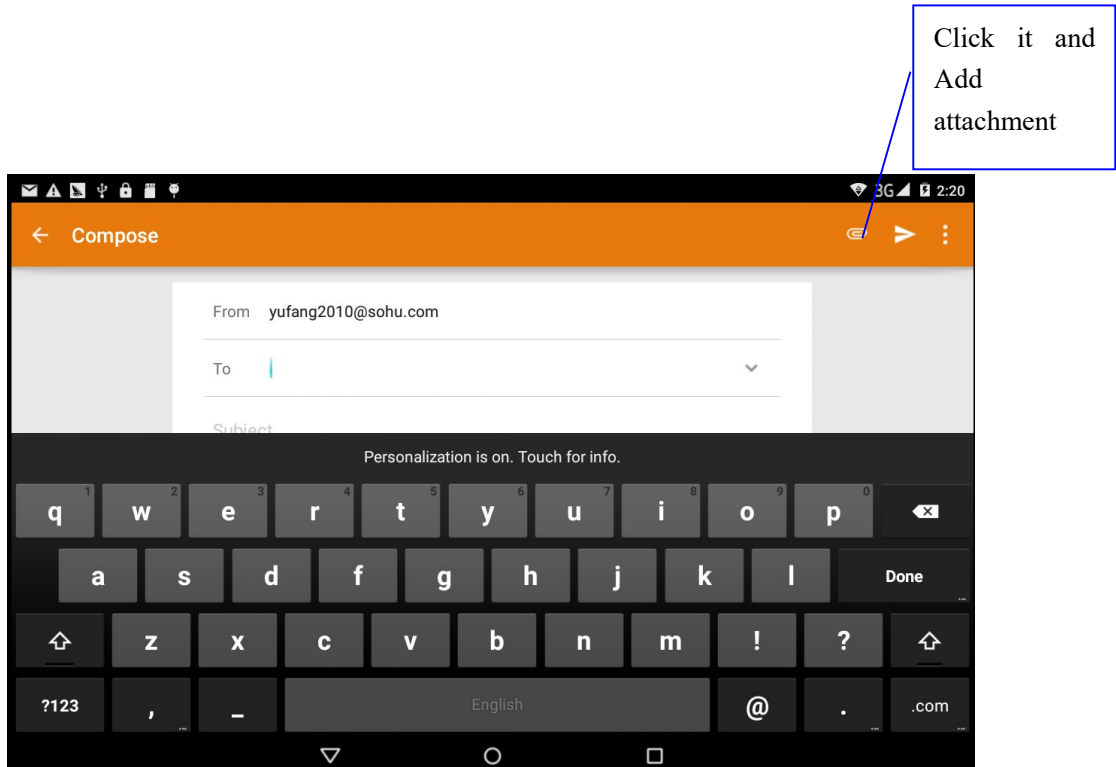 Click it and
Add
attachment
3G 2:20
Compose
From yufang2010@sohu.com
To
Subject
Personalization is on. Touch for info.
q 1 w 2 e 3 r 4 t 5 y 6 u 7 i 8 o 9 p 0
a s d f g h j k l Done
z x c v b n m ! ?
?123 , _ English @ . .com